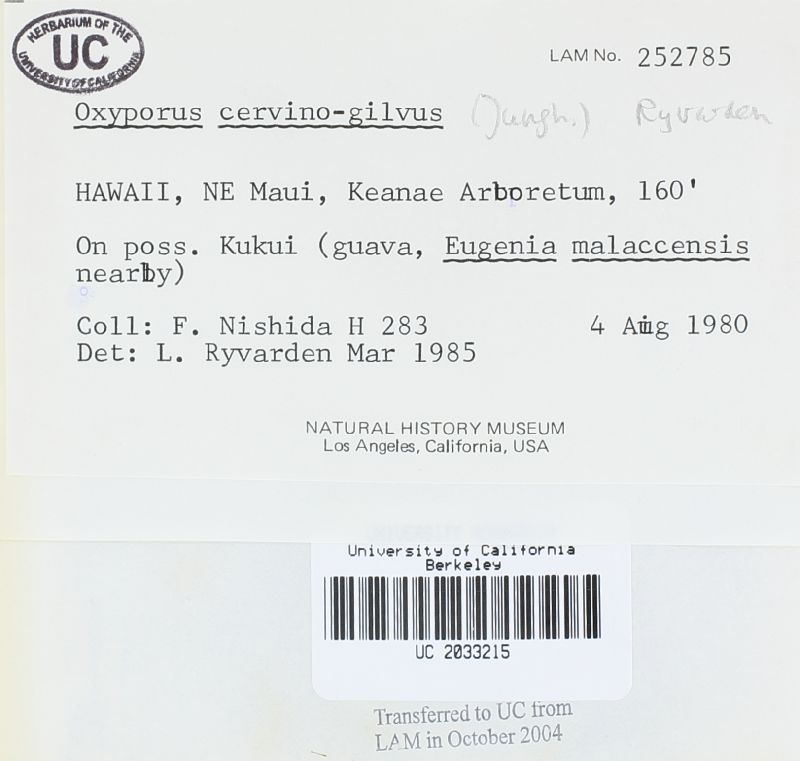 HERBARIUM OF THE
UC
UNIVERSITY OF CALIFORNIA
LAM No. 252785
Oxyporus cervino-gilvus (Jungh.) Ryvarden
HAWAII, NE Maui, Keanae Arboretum, 160'
On poss. Kukui (guava, Eugenia malaccensis
nearby)
Coll: F. Nishida H 283 4 Aug 1980
Det: L. Ryvarden Mar 1985
NATURAL HISTORY MUSEUM
Los Angeles, California, USA
University of California
Berkeley
UC 2033215
Transferred to UC from
LAM in October 2004